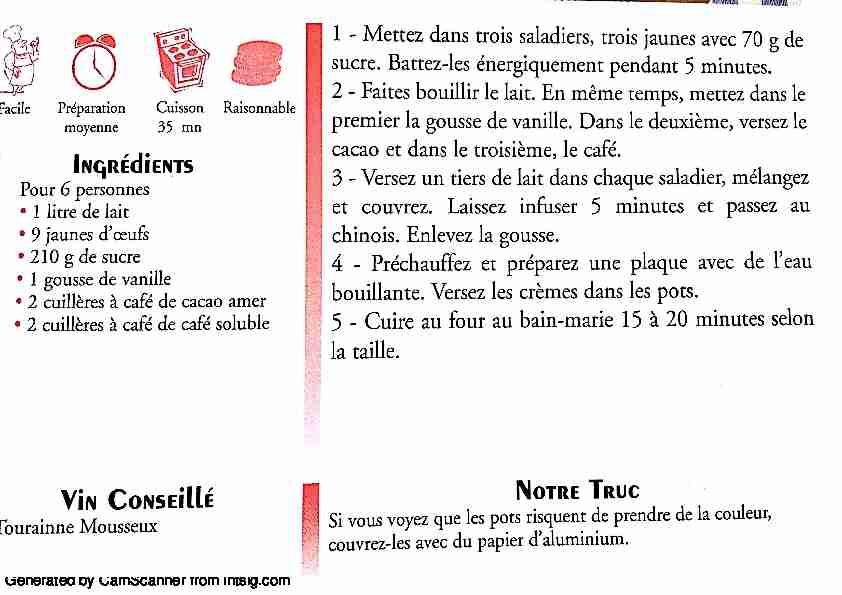 Facile
Préparation
moyenne
Cuisson
35 mn
Raisonnable
Ingrédients
Pour 6 personnes
• 1 litre de lait
• 9 jaunes d'œufs
• 210 g de sucre
• 1 gousse de vanille
• 2 cuillères à café de cacao amer
• 2 cuillères à café de café soluble
1 - Mettez dans trois saladiers, trois jaunes avec 70 g de
sucre. Battez-les énergiquement pendant 5 minutes.
2 - Faites bouillir le lait. En même temps, mettez dans le
premier la gousse de vanille. Dans le deuxième, versez le
cacao et dans le troisième, le café.
3 - Versez un tiers de lait dans chaque saladier, mélangez
et couvrez. Laissez infuser 5 minutes et passez au
chinois. Enlevez la gousse.
4 - Préchauffez et préparez une plaque avec de l'eau
bouillante. Versez les crèmes dans les pots.
5 - Cuire au four au bain-marie 15 à 20 minutes selon
la taille.
Vin Conseillé
Tourainne Mousseux
Notre Truc
Si vous voyez que les pots risquent de prendre de la couleur,
couvrez-les avec du papier d'aluminium.
Generated by CamScanner from intsig.com